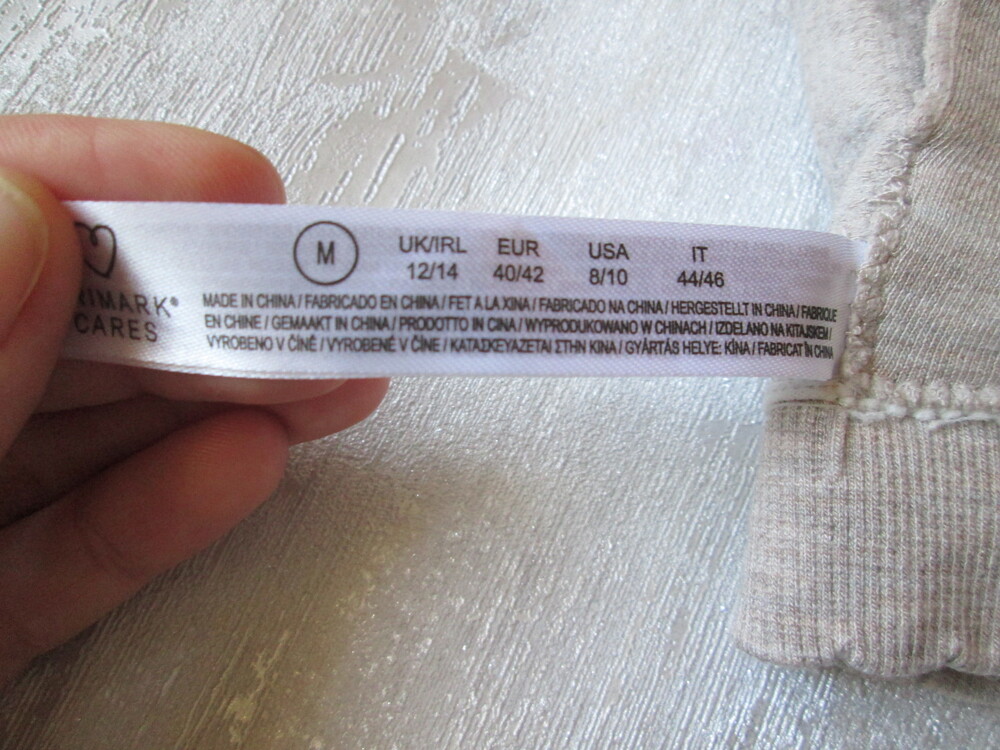 RIMARK®
CARES
M
UK/IRL EUR USA IT
12/14 40/42 8/10 44/46
MADE IN CHINA / FABRICADO EN CHINA / FET A LA XINA / FABRICADO NA CHINA / HERGESTELLT IN CHINA / FABRIQUE
EN CHINE / GEMAAKT IN CHINA / PRODOTTO IN CINA / WYPRODUKOWANO W CHINACH / IZDELANO NA KITAJSKEM /
VYROBENO V ČÍNĚ / VYROBENÉ V ČÍNE / ΚΑΤΑΣΚΕΥΑΖΕΤΑΙ ΣΤΗΝ ΚΙΝΑ / GYÁRTÁS HELYE: KÍNA / FABRICAT ÎN CHINA